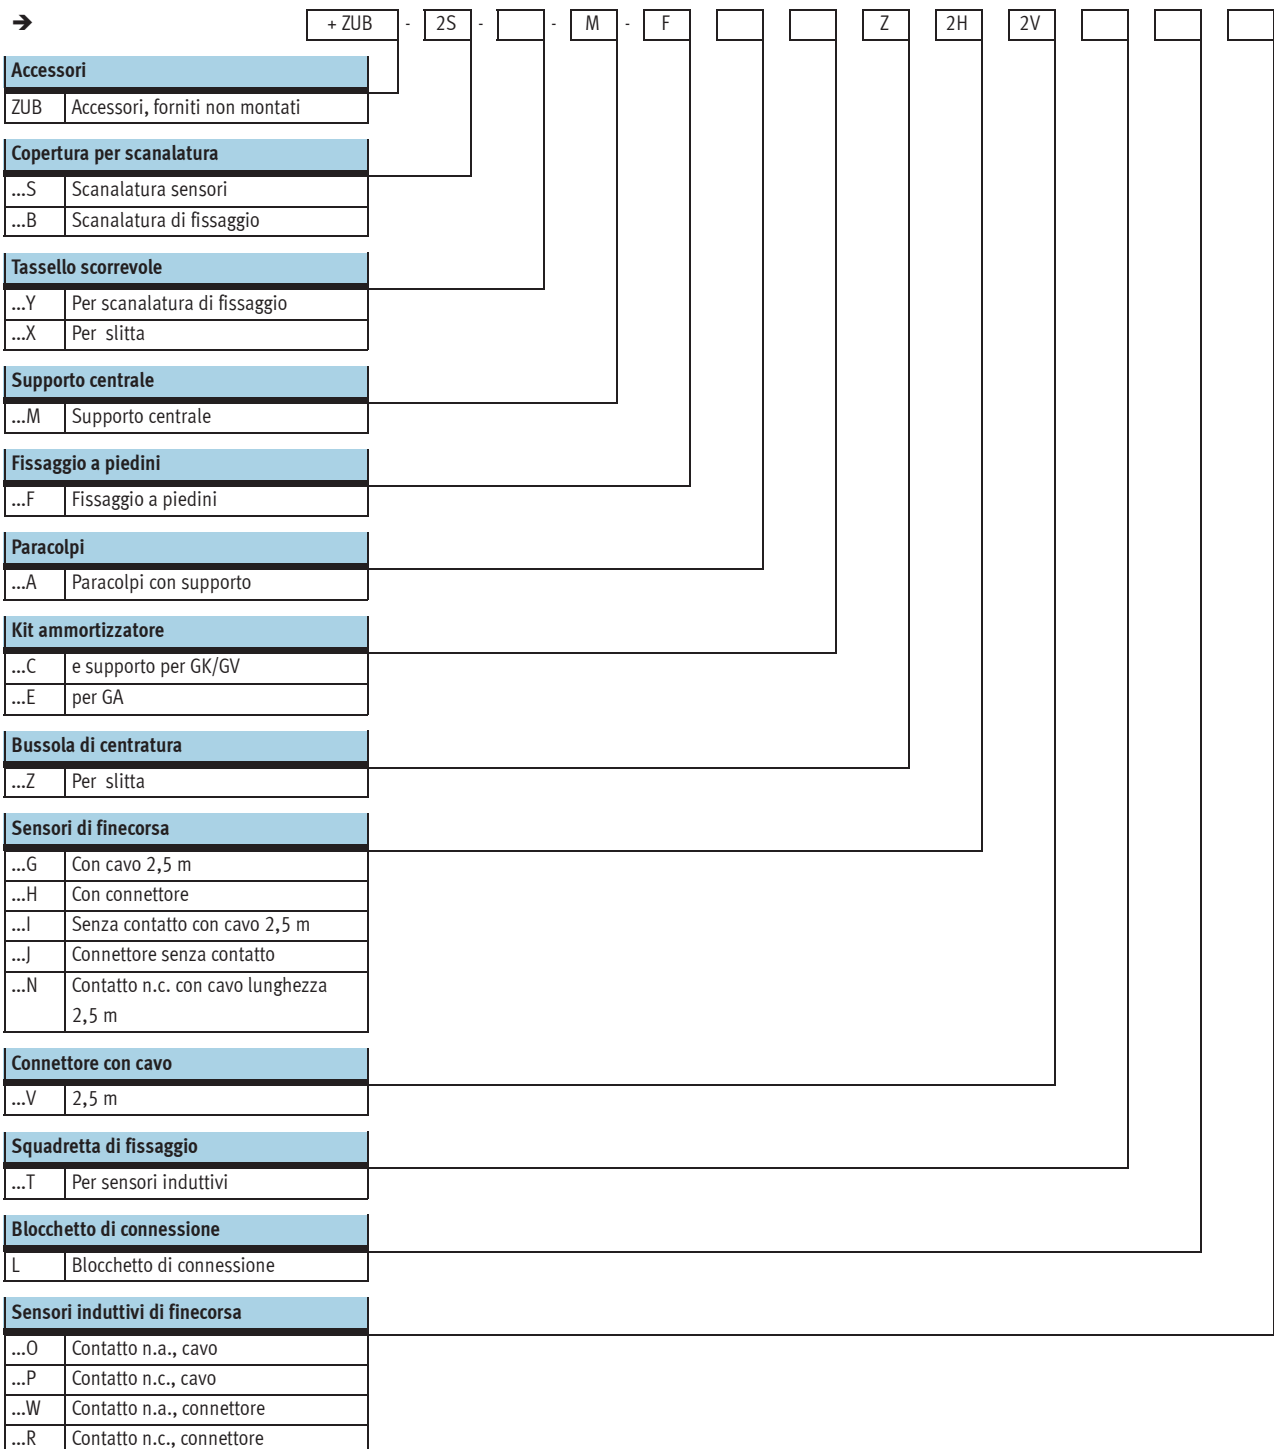 ➔ + ZUB - 2S - - M - F Z 2H 2V
Accessori
ZUB Accessori, forniti non montati
Copertura per scanalatura
...S Scanalatura sensori
...B Scanalatura di fissaggio
Tassello scorrevole
...Y Per scanalatura di fissaggio
...X Per slitta
Supporto centrale
...M Supporto centrale
Fissaggio a piedini
...F Fissaggio a piedini
Paracolpi
...A Paracolpi con supporto
Kit ammortizzatore
...C e supporto per GK/GV
...E per GA
Bussola di centratura
...Z Per slitta
Sensori di finecorsa
...G Con cavo 2,5 m
...H Con connettore
...I Senza contatto con cavo 2,5 m
...J Connettore senza contatto
...N Contatto n.c. con cavo lunghezza
2,5 m
Connettore con cavo
...V 2,5 m
Squadretta di fissaggio
...T Per sensori induttivi
Blocchetto di connessione
L Blocchetto di connessione
Sensori induttivi di finecorsa
...O Contatto n.a., cavo
...P Contatto n.c., cavo
...W Contatto n.a., connettore
...R Contatto n.c., connettore